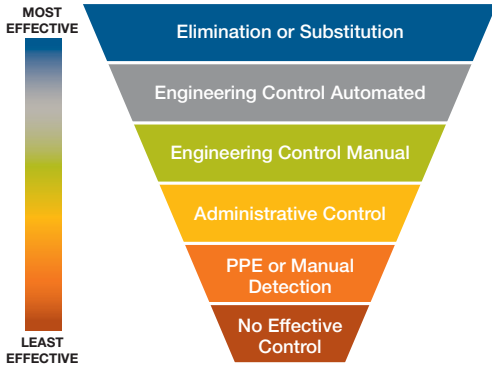 MOST
EFFECTIVE
Elimination or Substitution
Engineering Control Automated
Engineering Control Manual
Administrative Control
PPE or Manual
Detection
No Effective
Control
LEAST
EFFECTIVE